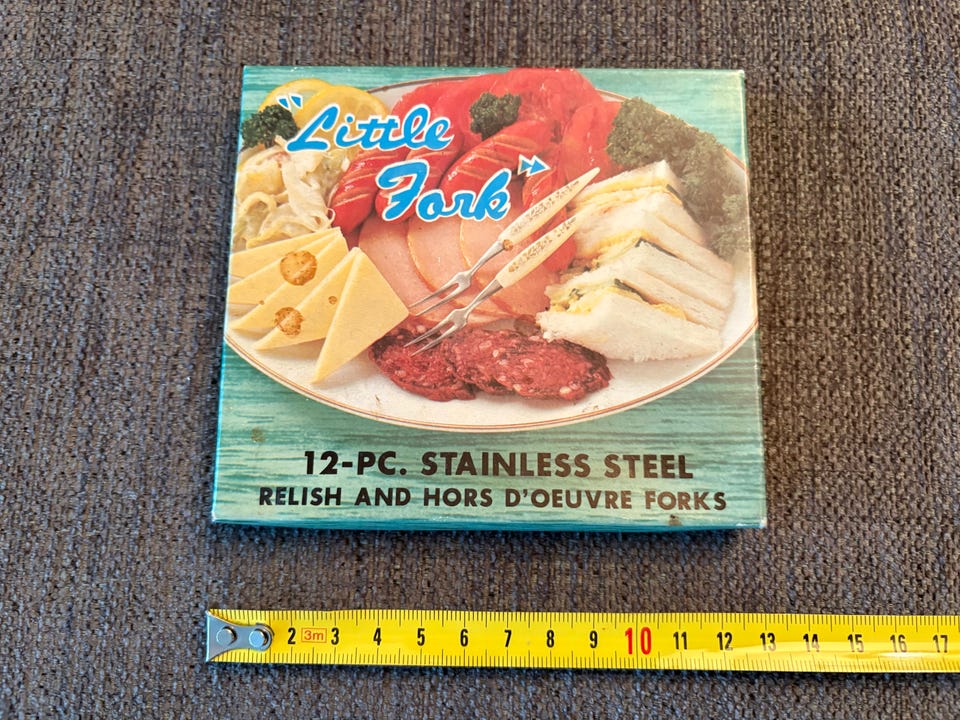 "Little
Fork"
12-PC. STAINLESS STEEL
RELISH AND HORS D'OEUVRE FORKS
2 3m 3 4 5 6 7 8 9 10 11 12 13 14 15 16 17